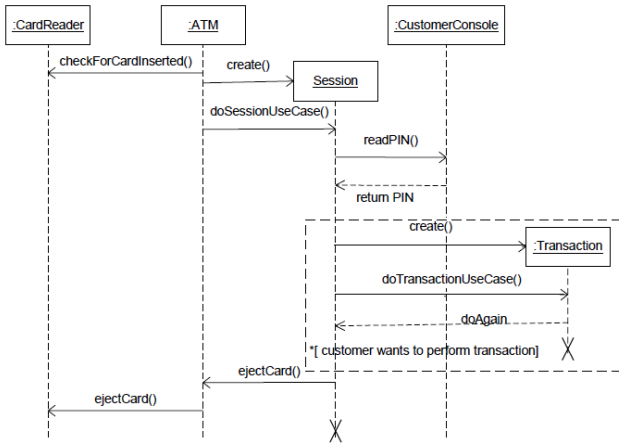 :CardReader
:ATM
:CustomerConsole
checkForCardInserted()
create()
Session
doSessionUseCase()
readPIN()
return PIN
create()
:Transaction
doTransactionUseCase()
doAgain
*[ customer wants to perform transaction]
ejectCard()
ejectCard()